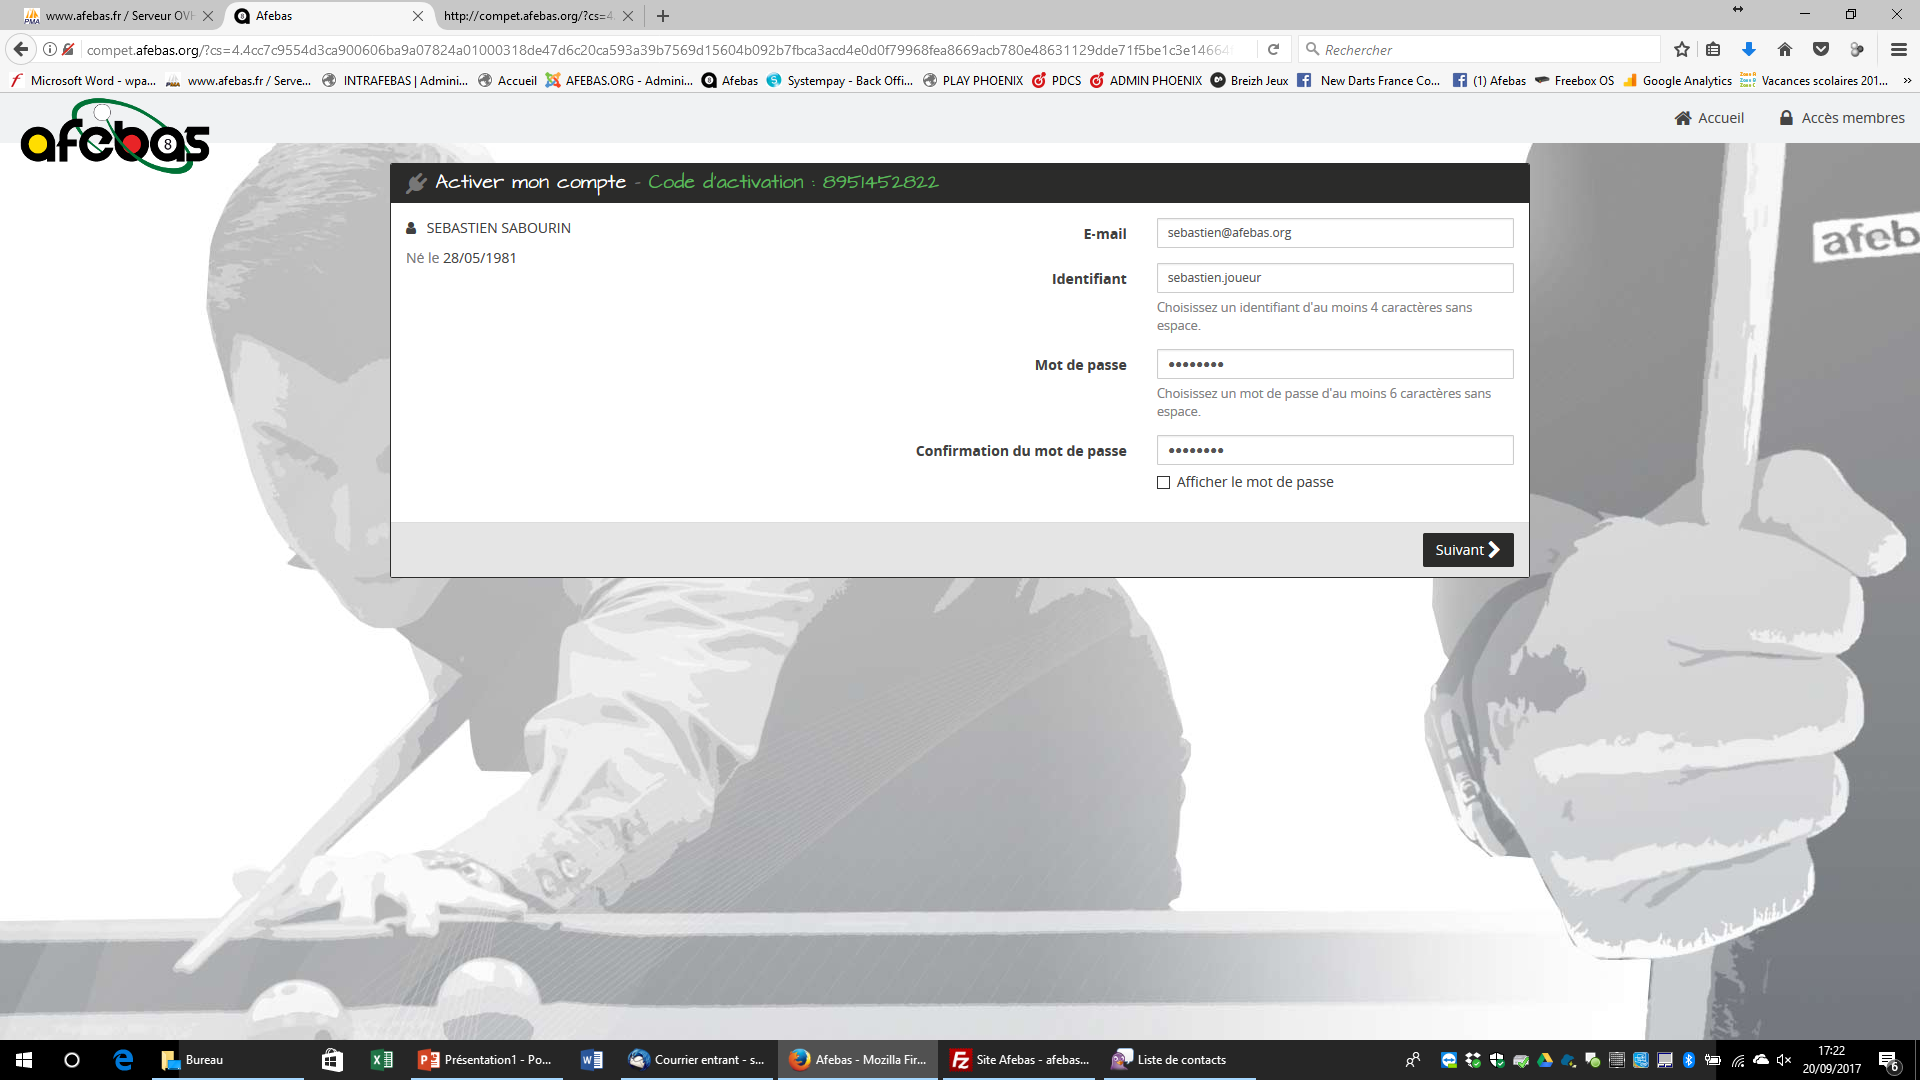 www.afebas.fr / Serveur OVH
Afebas
http://compet.afebas.org/?cs=4
compet.afebas.org/?cs=4.4cc7c9554d3ca900606ba9a07824a01000318de47d6c20ca593a39b7569d15604b092b7fbca3acd4e0d0f79968fea8669acb780e48631129dde71f5be1c3e14664
Rechercher
Microsoft Word - wpa...
www.afebas.fr / Serve...
INTRAFEBAS | Admini...
Accueil
AFEBAS.ORG - Admini...
Afebas
Systempay - Back Offi...
PLAY PHOENIX
PDCS
ADMIN PHOENIX
Breizh Jeux
New Darts France Co...
(1) Afebas
Freebox OS
Google Analytics
Vacances scolaires 201...
afebas
8
Accueil
Accès membres
Activer mon compte - Code d'activation : 8951452822
SEBASTIEN SABOURIN
Né le 28/05/1981
E-mail
sebastien@afebas.org
Identifiant
sebastien.joueur
Choisissez un identifiant d'au moins 4 caractères sans
espace.
Mot de passe
••••••••
Choisissez un mot de passe d'au moins 6 caractères sans
espace.
Confirmation du mot de passe
••••••••
Afficher le mot de passe
Suivant
afeb
Bureau
Présentation1 - Po...
Courrier entrant - s...
Afebas - Mozilla Fir...
Site Afebas - afebas...
Liste de contacts
17:22
20/09/2017
6